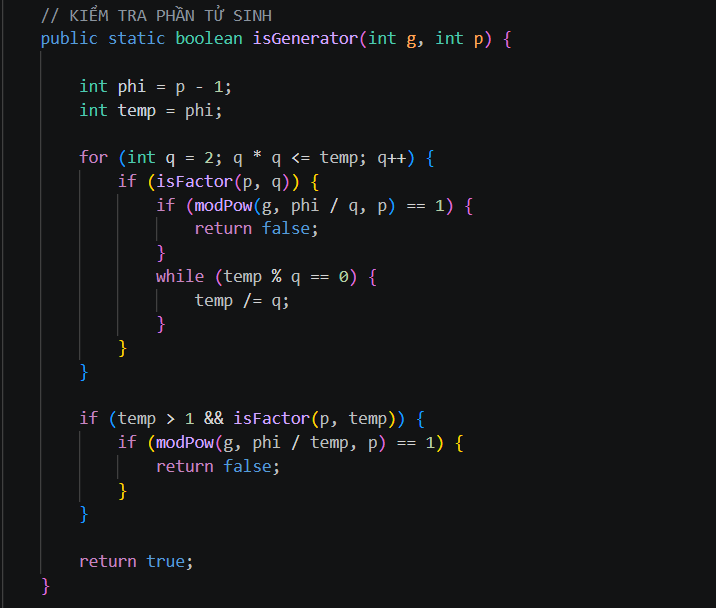 // KIỂM TRA PHẦN TỬ SINH
public static boolean isGenerator(int g, int p) {
int phi = p - 1;
int temp = phi;
for (int q = 2; q * q <= temp; q++) {
if (isFactor(p, q)) {
if (modPow(g, phi / q, p) == 1) {
return false;
}
while (temp % q == 0) {
temp /= q;
}
}
}
if (temp > 1 && isFactor(p, temp)) {
if (modPow(g, phi / temp, p) == 1) {
return false;
}
}
return true;
}